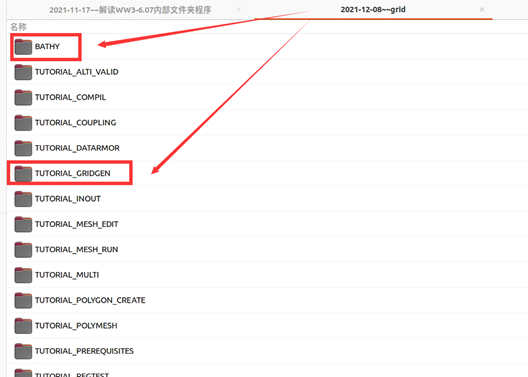 2021-11-17~~解读WW3-6.07内部文件夹程序
2021-12-08~~grid
名称
BATHY
TUTORIAL_ALTI_VALID
TUTORIAL_COMPIL
TUTORIAL_COUPLING
TUTORIAL_DATARMOR
TUTORIAL_GRIDGEN
TUTORIAL_INOUT
TUTORIAL_MESH_EDIT
TUTORIAL_MESH_RUN
TUTORIAL_MULTI
TUTORIAL_POLYGON_CREATE
TUTORIAL_POLYMESH
TUTORIAL_PREREQUISITES
TUTORIAL_REGTEST